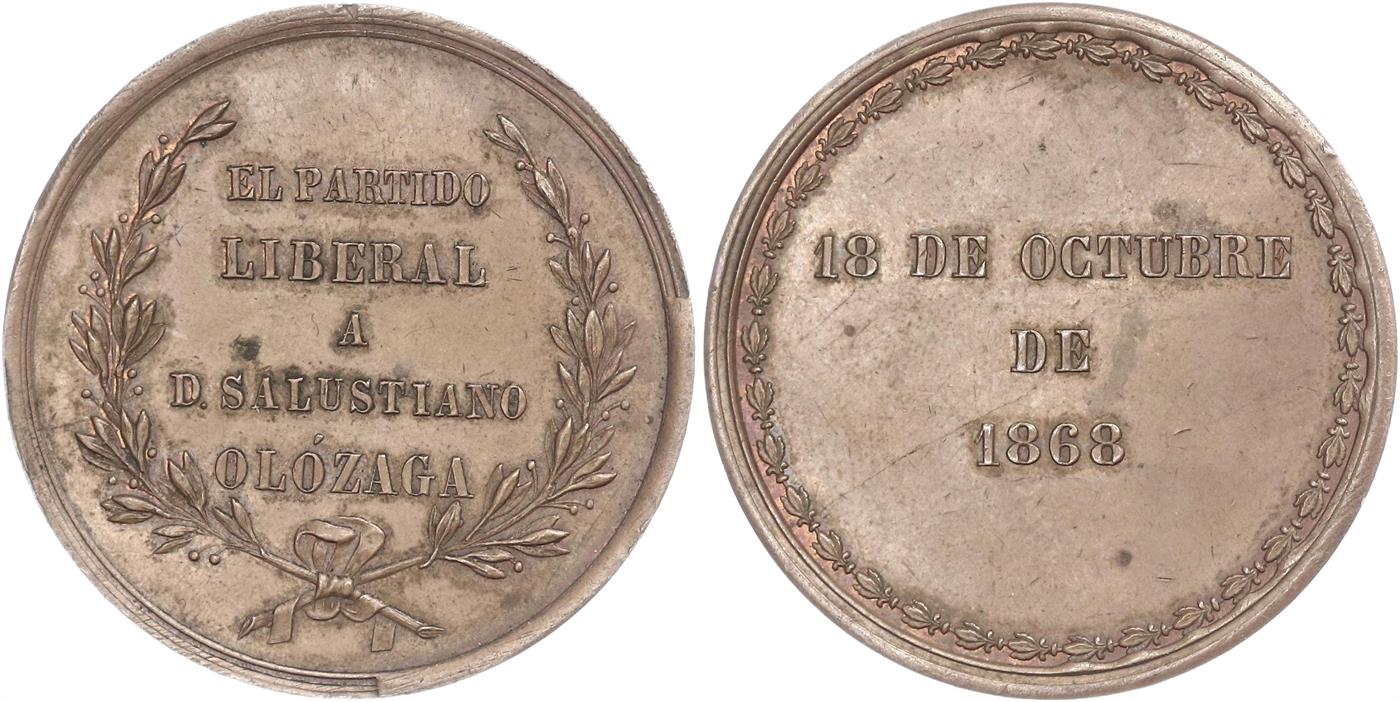 EL PARTIDO
LIBERAL
A
D. SALUSTIANO
OLÓZAGA
18 DE OCTUBRE
DE
1868